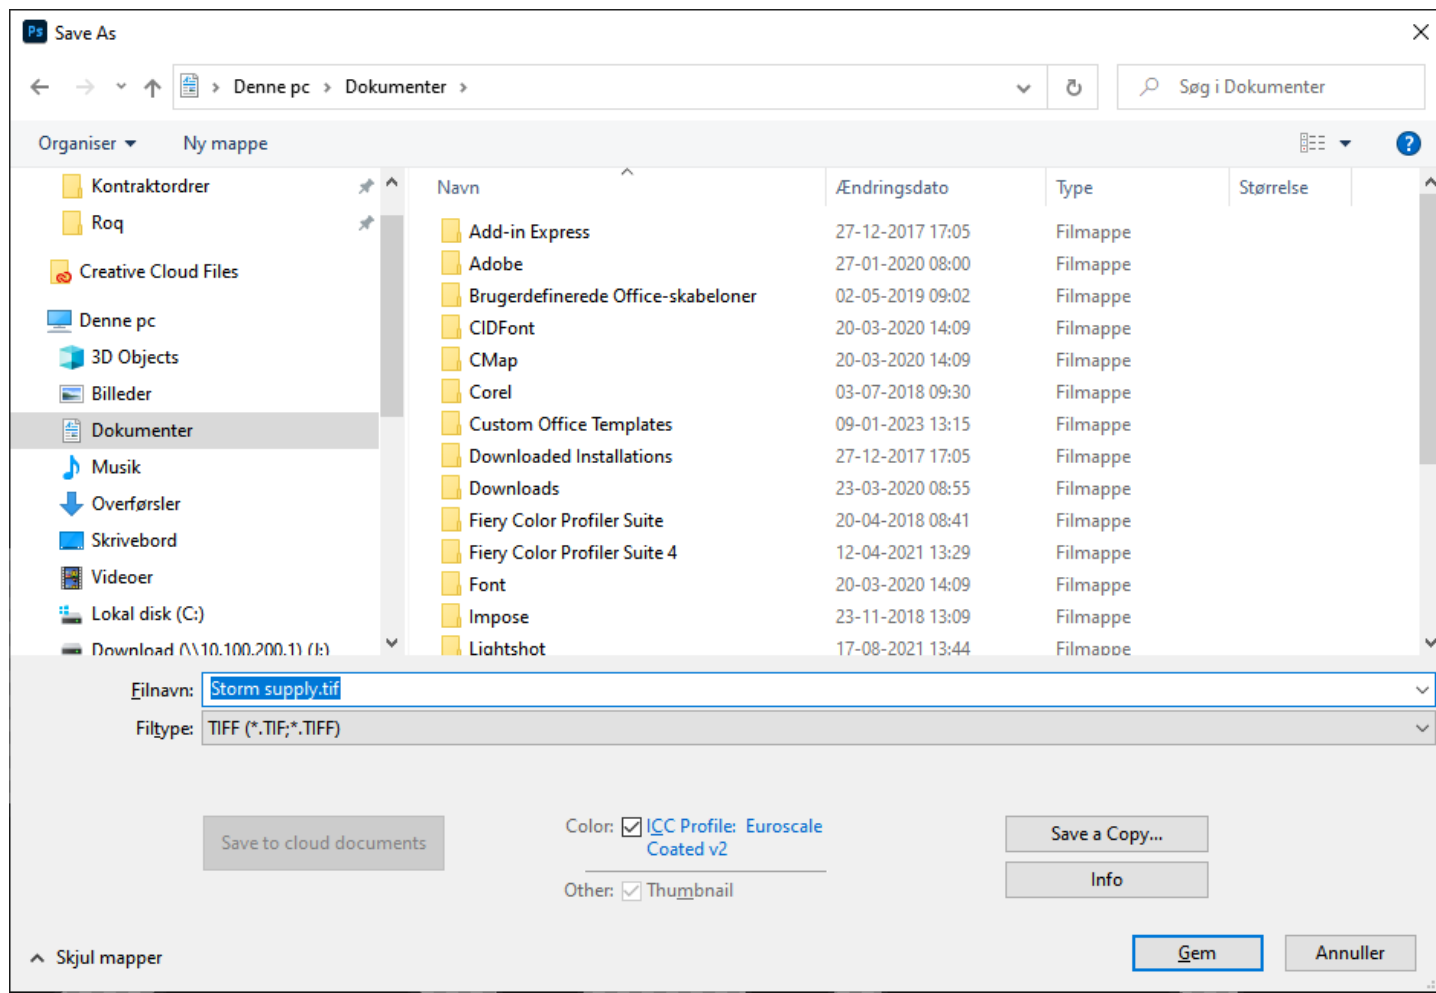 Ps Save As
Denne pc Dokumenter
Søg i Dokumenter
Organiser Ny mappe
Kontraktordrer
Roq
Creative Cloud Files
Denne pc
3D Objects
Billeder
Dokumenter
Musik
Overførsler
Skrivebord
Videoer
Lokal disk (C:)
Download (\\10.100.200.1) (J:)
Navn Ændringsdato Type Størrelse
Add-in Express 27-12-2017 17:05 Filmappe
Adobe 27-01-2020 08:00 Filmappe
Brugerdefinerede Office-skabeloner 02-05-2019 09:02 Filmappe
CIDFont 20-03-2020 14:09 Filmappe
CMap 20-03-2020 14:09 Filmappe
Corel 03-07-2018 09:30 Filmappe
Custom Office Templates 09-01-2023 13:15 Filmappe
Downloaded Installations 27-12-2017 17:05 Filmappe
Downloads 23-03-2020 08:55 Filmappe
Fiery Color Profiler Suite 20-04-2018 08:41 Filmappe
Fiery Color Profiler Suite 4 12-04-2021 13:29 Filmappe
Font 20-03-2020 14:09 Filmappe
Impose 23-11-2018 13:09 Filmappe
Lightshot 17-08-2021 13:44 Filmappe
Filnavn: Storm supply.tif
Filtype: TIFF (*.TIF;*.TIFF)
Save to cloud documents
Color: ICC Profile: Euroscale
Coated v2
Other: Thumbnail
Save a Copy...
Info
Skjul mapper
Gem Annuller